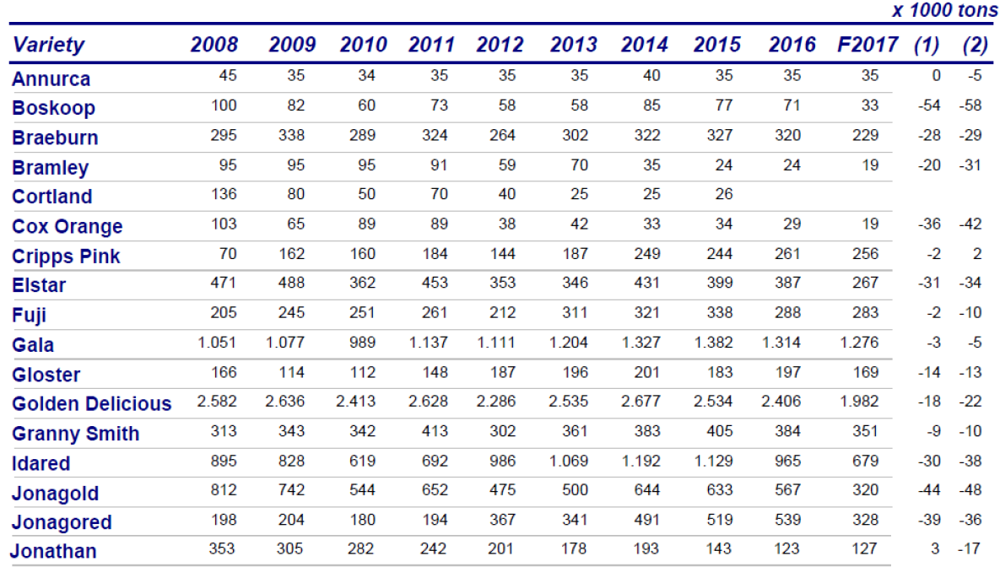 x 1000 tons
Variety 2008 2009 2010 2011 2012 2013 2014 2015 2016 F2017 (1) (2)
Annurca 45 35 34 35 35 35 40 35 35 35 0 -5
Boskoop 100 82 60 73 58 58 85 77 71 33 -54 -58
Braeburn 295 338 289 324 264 302 322 327 320 229 -28 -29
Bramley 95 95 95 91 59 70 35 24 24 19 -20 -31
Cortland 136 80 50 70 40 25 25 26
Cox Orange 103 65 89 89 38 42 33 34 29 19 -36 -42
Cripps Pink 70 162 160 184 144 187 249 244 261 256 -2 2
Elstar 471 488 362 453 353 346 431 399 387 267 -31 -34
Fuji 205 245 251 261 212 311 321 338 288 283 -2 -10
Gala 1.051 1.077 989 1.137 1.111 1.204 1.327 1.382 1.314 1.276 -3 -5
Gloster 166 114 112 148 187 196 201 183 197 169 -14 -13
Golden Delicious 2.582 2.636 2.413 2.628 2.286 2.535 2.677 2.534 2.406 1.982 -18 -22
Granny Smith 313 343 342 413 302 361 383 405 384 351 -9 -10
Idared 895 828 619 692 986 1.069 1.192 1.129 965 679 -30 -38
Jonagold 812 742 544 652 475 500 644 633 567 320 -44 -48
Jonagored 198 204 180 194 367 341 491 519 539 328 -39 -36
Jonathan 353 305 282 242 201 178 193 143 123 127 3 -17